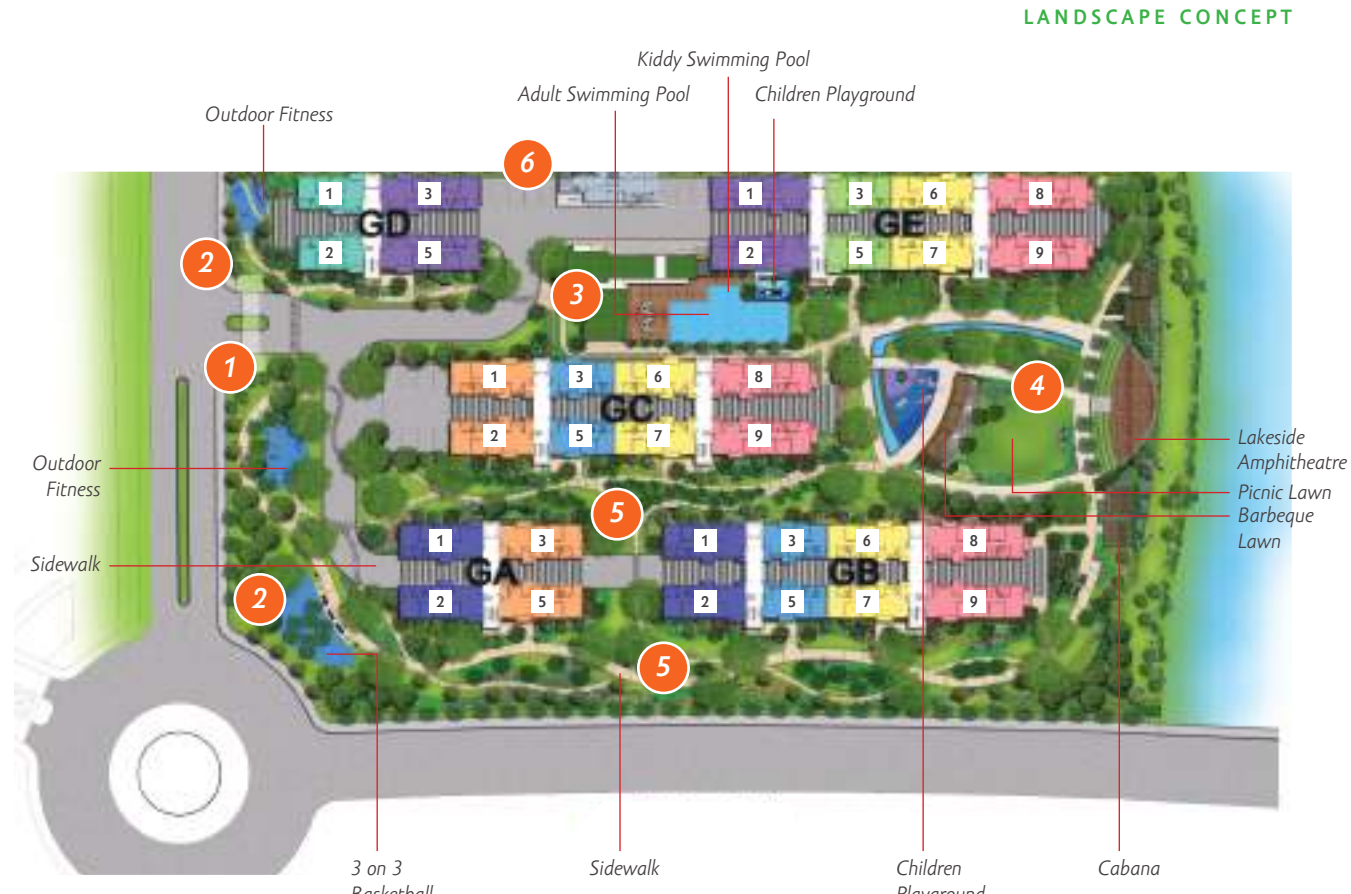 LANDSCAPE CONCEPT
Kiddy Swimming Pool
Adult Swimming Pool
Children Playground
Outdoor Fitness
6
1
3
1
3
6
8
GD
GE
2
5
2
5
7
9
2
3
1
4
1
3
6
8
GC
2
5
7
9
Lakeside
Amphitheatre
Outdoor
Fitness
Picnic Lawn
Barbeque
Lawn
5
1
3
1
3
6
8
Sidewalk
GA
GB
2
2
5
2
5
7
9
5
3 on 3
Basketball
Sidewalk
Children
Playground
Cabana